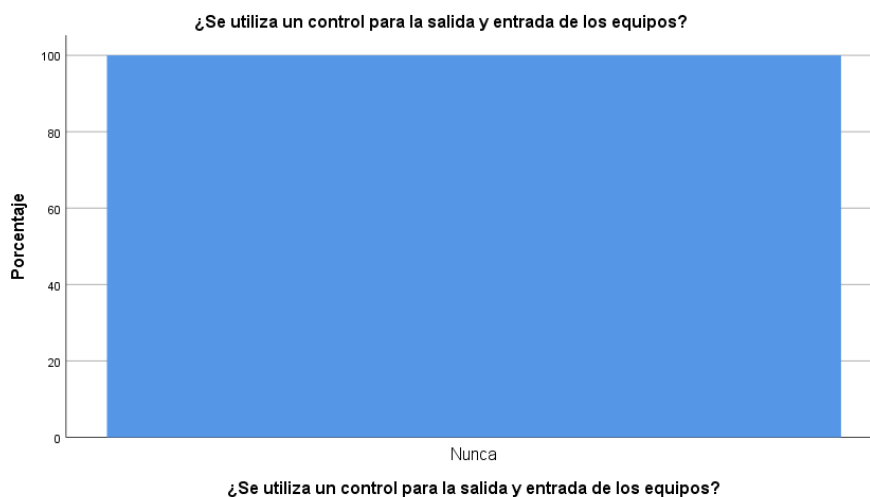 ¿Se utiliza un control para la salida y entrada de los equipos?
100
80
60
40
20
0
Porcentaje
Nunca
¿Se utiliza un control para la salida y entrada de los equipos?